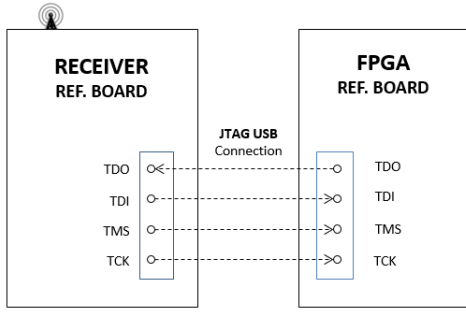 RECEIVER
REF. BOARD
FPGA
REF. BOARD
JTAG USB
Connection
TDO
TDO
TDI
TDI
TMS
TMS
TCK
TCK